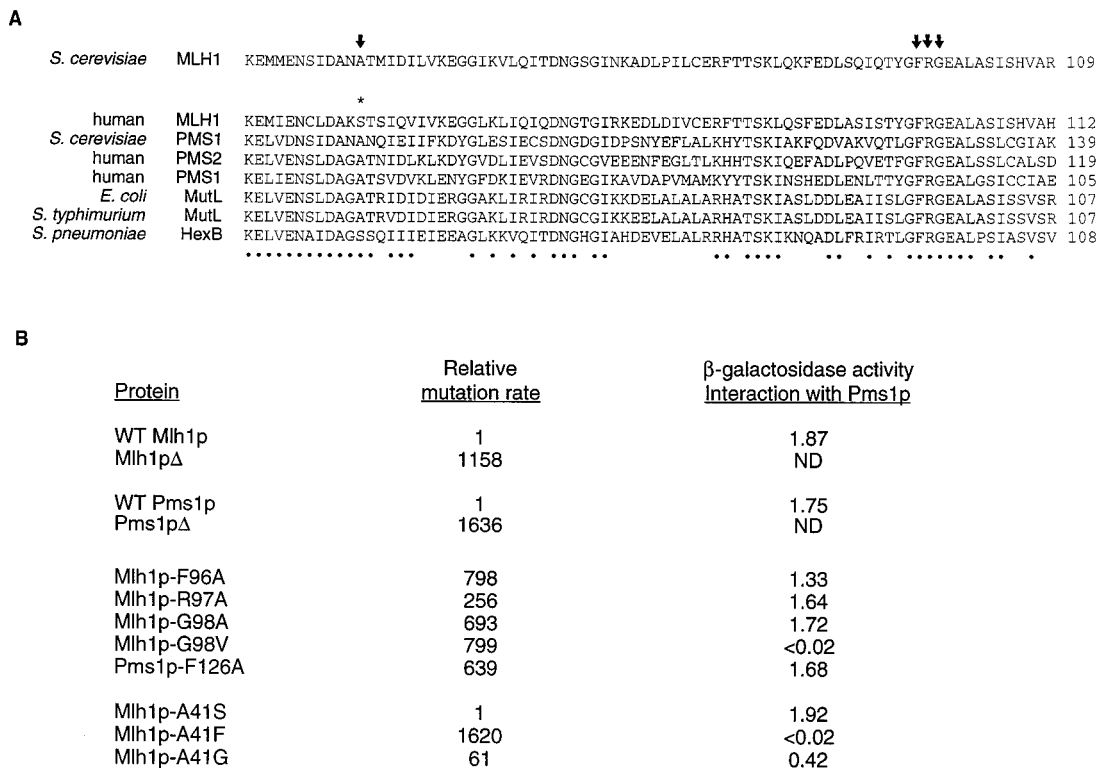 A
S. cerevisiae MLH1 KEMMENSIDANATMIDILVKEGGIKVLQITDNGSGINKADLPILCERFTTSKLQKFEDLSQIQTYGFRGEALASISHVAR 109
*
human MLH1 KEMIENCLDAKSTSIQVIVKEGGLKLIQIQDNGTGIRKEDLDIVCERFTTSKLQSFEDLASISTYGFRGEALASISHVAH 112
S. cerevisiae PMS1 KELVDNSIDANANQIEIIFKDYGLESIECSDNGDGIDPSNYEFLALKHYTSKIAKFQDVAKVQTLGFRGEALSSLCGIAK 139
human PMS2 KELVENSLDAGATNIDLKLKDYGVDLIEVSDNGCGVEEENFEGLTLKHHTSKIQEFADLPQVETFGFRGEALSSLCALSD 119
human PMS1 KELIENSLDAGATSVDVKLENYGFDKIEVRDNGEGIKAVDAPVMAMKYYTSKINSHEDLENLTTYGFRGEALGSICCIAE 105
E. coli MutL KELVENSLDAGATRIDIDIERGGAKLIRIRDNGCGIKKDELALALARHATSKIASLDDLEAIISLGFRGEALASISSVSR 107
S. typhimurium MutL KELVENSLDAGATRVDIDIERGGAKLIRIRDNGCGIKKEELALALARHATSKIASLDDLEAIISLGFRGEALASISSVSR 107
S. pneumoniae HexB KELVENAIDAGSSQIIIEIEEAGLKKVQITDNGHGIAHDEVELALRRHATSKIKNQADLFRIRTLGFRGEALPSIASVSV 108
B
Protein Relative mutation rate β-galactosidase activity Interaction with Pms1p
WT Mlh1p 1 1.87
Mlh1pΔ 1158 ND
WT Pms1p 1 1.75
Pms1pΔ 1636 ND
Mlh1p-F96A 798 1.33
Mlh1p-R97A 256 1.64
Mlh1p-G98A 693 1.72
Mlh1p-G98V 799 <0.02
Pms1p-F126A 639 1.68
Mlh1p-A41S 1 1.92
Mlh1p-A41F 1620 <0.02
Mlh1p-A41G 61 0.42